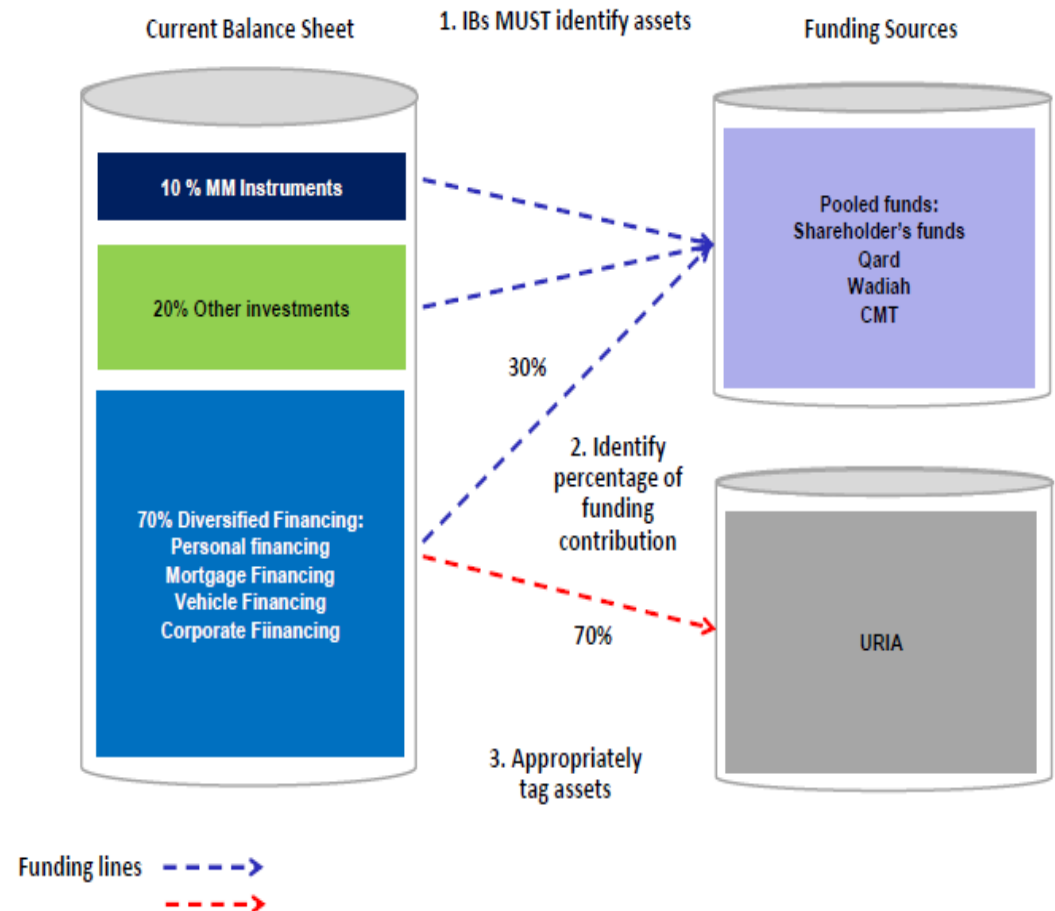 Current Balance Sheet
1. IBs MUST identify assets
Funding Sources
10 % MM Instruments
20% Other investments
70% Diversified Financing:
Personal financing
Mortgage Financing
Vehicle Financing
Corporate Fiinancing
30%
2. Identify
percentage of
funding
contribution
70%
3. Appropriately
tag assets
Pooled funds:
Shareholder's funds
Qard
Wadiah
CMT
URIA
Funding lines